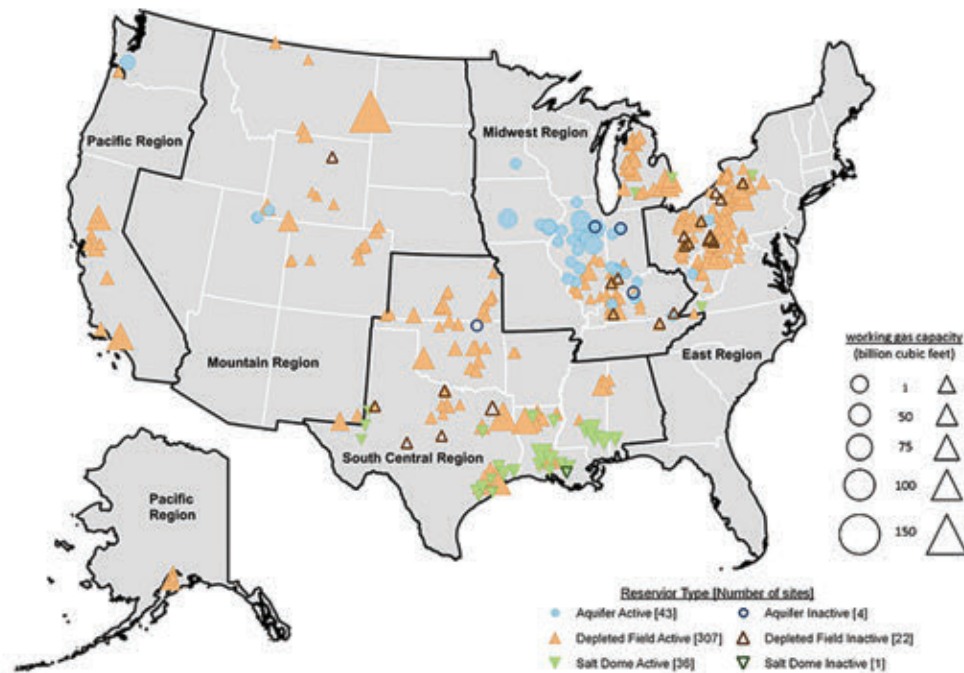 Pacific Region
Midwest Region
Mountain Region
East Region
South Central Region
Pacific
Region
working gas capacity
(billion cubic feet)
1
50
75
100
150
Reservior Type [Number of sites]
Aquifer Active [43]
Aquifer Inactive [4]
Depleted Field Active [307]
Depleted Field Inactive [22]
Salt Dome Active [36]
Salt Dome Inactive [1]